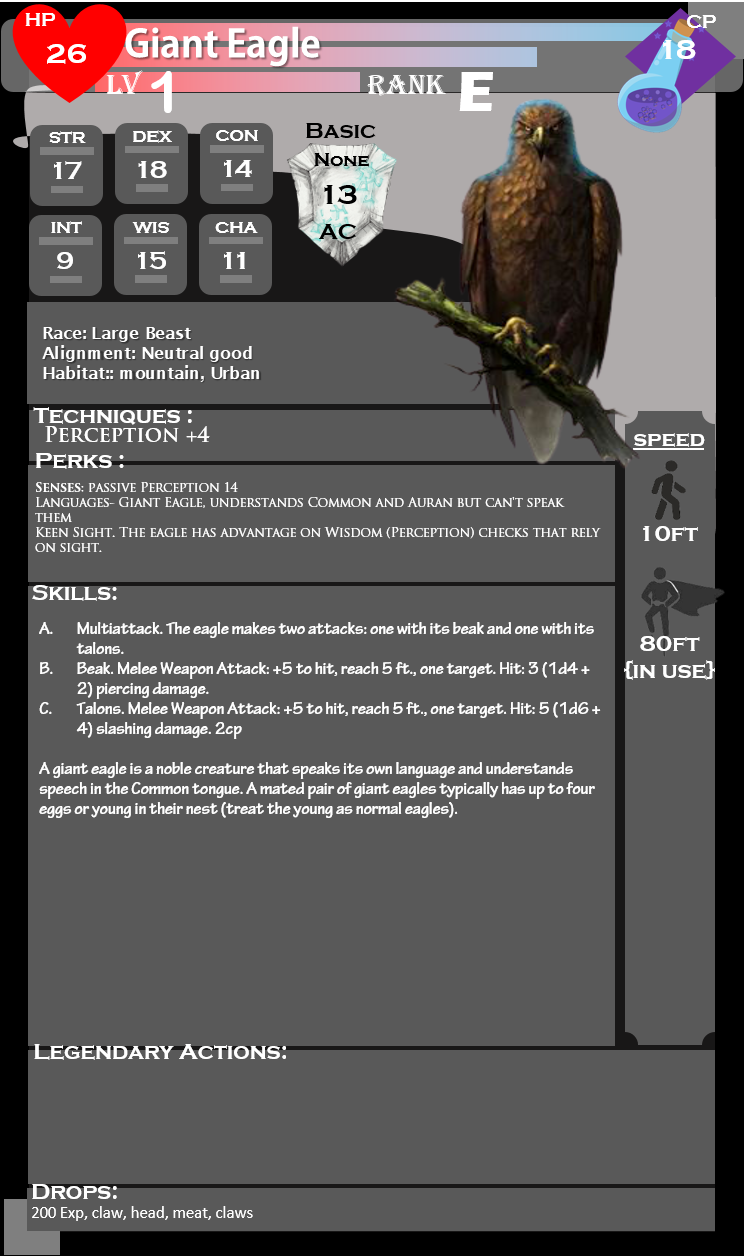 HP
26
Giant Eagle
CP
18
LV 1
RANK E
STR
17
DEX
18
CON
14
INT
9
WIS
15
CHA
11
BASIC
NONE
13
AC
Race: Large Beast
Alignment: Neutral good
Habitat:: mountain, Urban
TECHNIQUES :
PERCEPTION +4
PERKS :
SENSES: PASSIVE PERCEPTION 14
LANGUAGES- GIANT EAGLE, UNDERSTANDS COMMON AND AURAN BUT CAN'T SPEAK
THEM
KEEN SIGHT. THE EAGLE HAS ADVANTAGE ON WISDOM (PERCEPTION) CHECKS THAT RELY
ON SIGHT.
SPEED
10FT
80FT
{IN USE}
SKILLS:
A. Multiattack. The eagle makes two attacks: one with its beak and one with its
talons.
B. Beak. Melee Weapon Attack: +5 to hit, reach 5 ft., one target. Hit: 3 (1d4 +
2) piercing damage.
C. Talons. Melee Weapon Attack: +5 to hit, reach 5 ft., one target. Hit: 5 (1d6 +
4) slashing damage. 2cp
A giant eagle is a noble creature that speaks its own language and understands
speech in the Common tongue. A mated pair of giant eagles typically has up to four
eggs or young in their nest (treat the young as normal eagles).
LEGENDARY ACTIONS:
DROPS:
200 Exp, claw, head, meat, claws